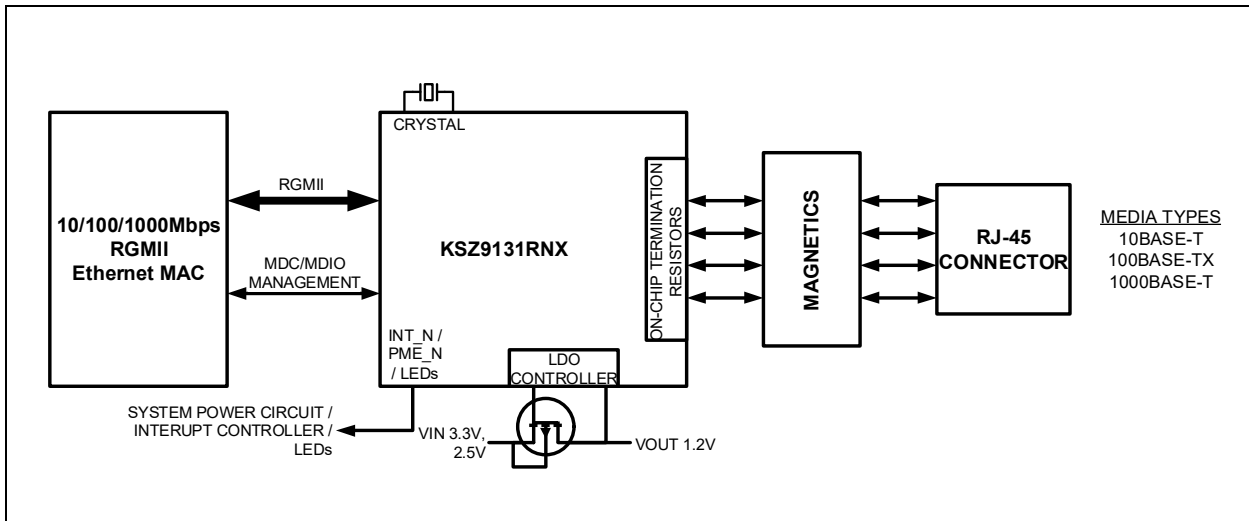 CRYSTAL
10/100/1000Mbps
RGMII
Ethernet MAC
RGMII
MDC/MDIO
MANAGEMENT
KSZ9131RNX
ON-CHIP TERMINATION
RESISTORS
MAGNETICS
RJ-45
CONNECTOR
MEDIA TYPES
10BASE-T
100BASE-TX
1000BASE-T
INT_N /
PME_N
/ LEDs
LDO
CONTROLLER
SYSTEM POWER CIRCUIT /
INTERUPT CONTROLLER /
LEDs
VIN 3.3V,
2.5V
VOUT 1.2V